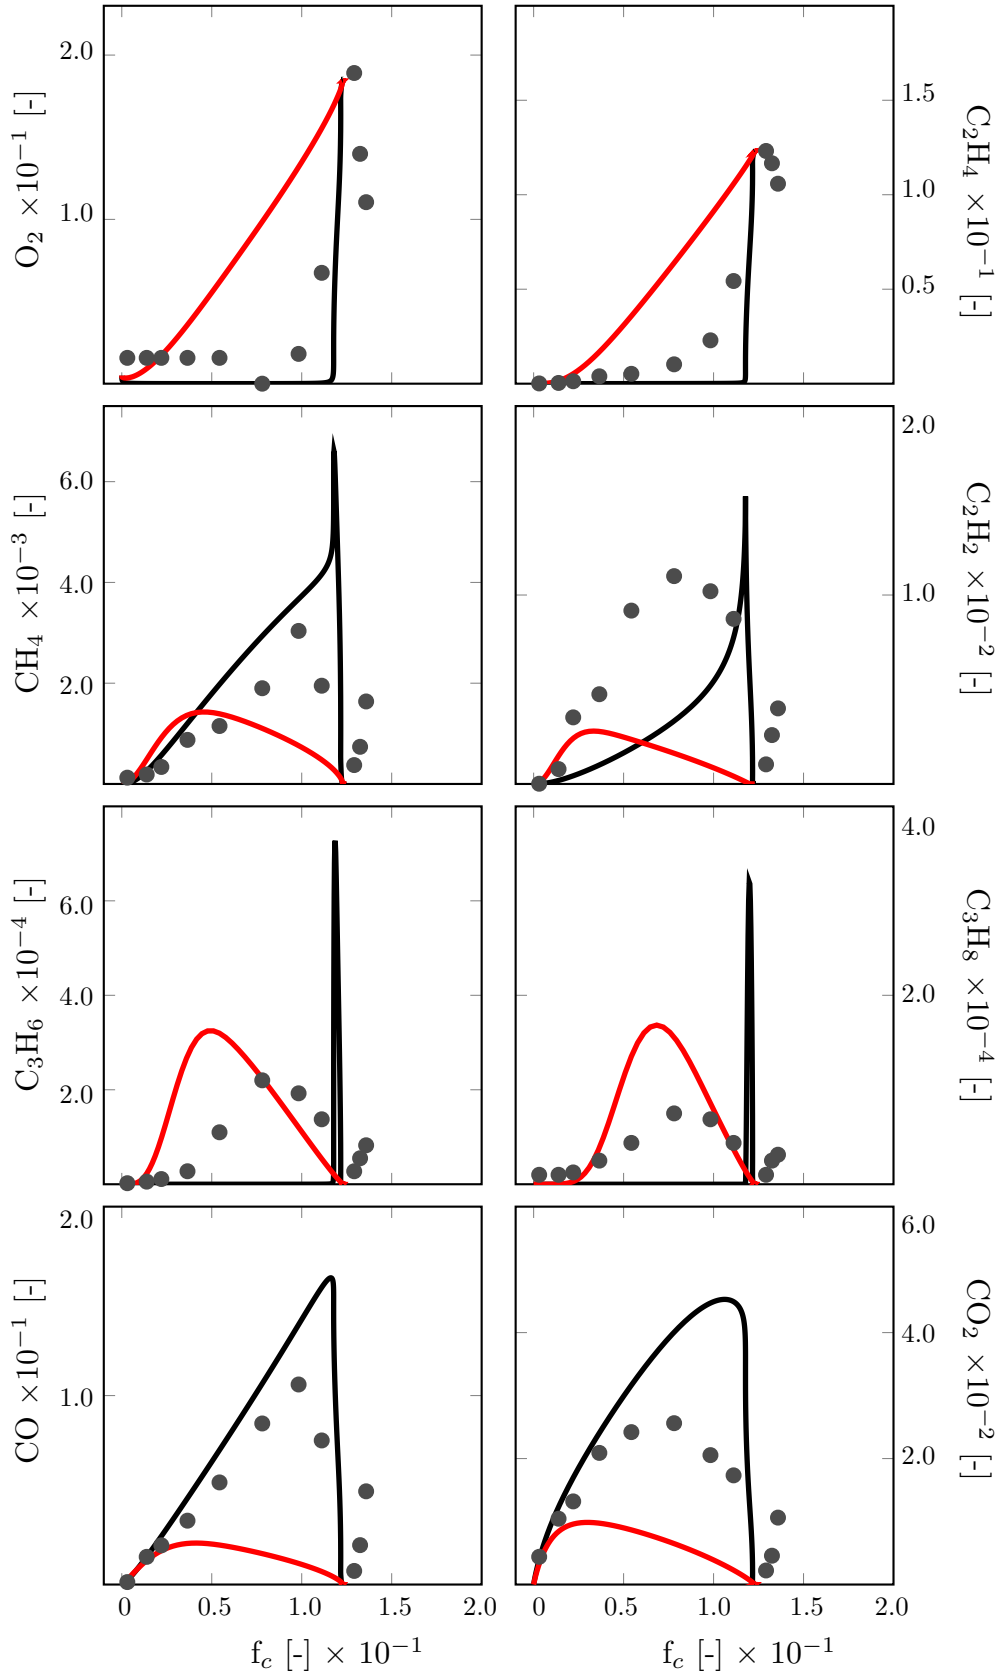 2.0
1.0
O₂ ×10⁻¹ [-]
1.5
1.0
0.5
C₂H₄ ×10⁻¹ [-]
6.0
4.0
2.0
CH₄ ×10⁻³ [-]
2.0
1.0
C₂H₂ ×10⁻² [-]
6.0
4.0
2.0
C₃H₆ ×10⁻⁴ [-]
4.0
2.0
C₃H₈ ×10⁻⁴ [-]
2.0
1.0
CO ×10⁻¹ [-]
6.0
4.0
2.0
CO₂ ×10⁻² [-]
0 0.5 1.0 1.5 2.0
0 0.5 1.0 1.5 2.0
f_c [-] × 10⁻¹
f_c [-] × 10⁻¹